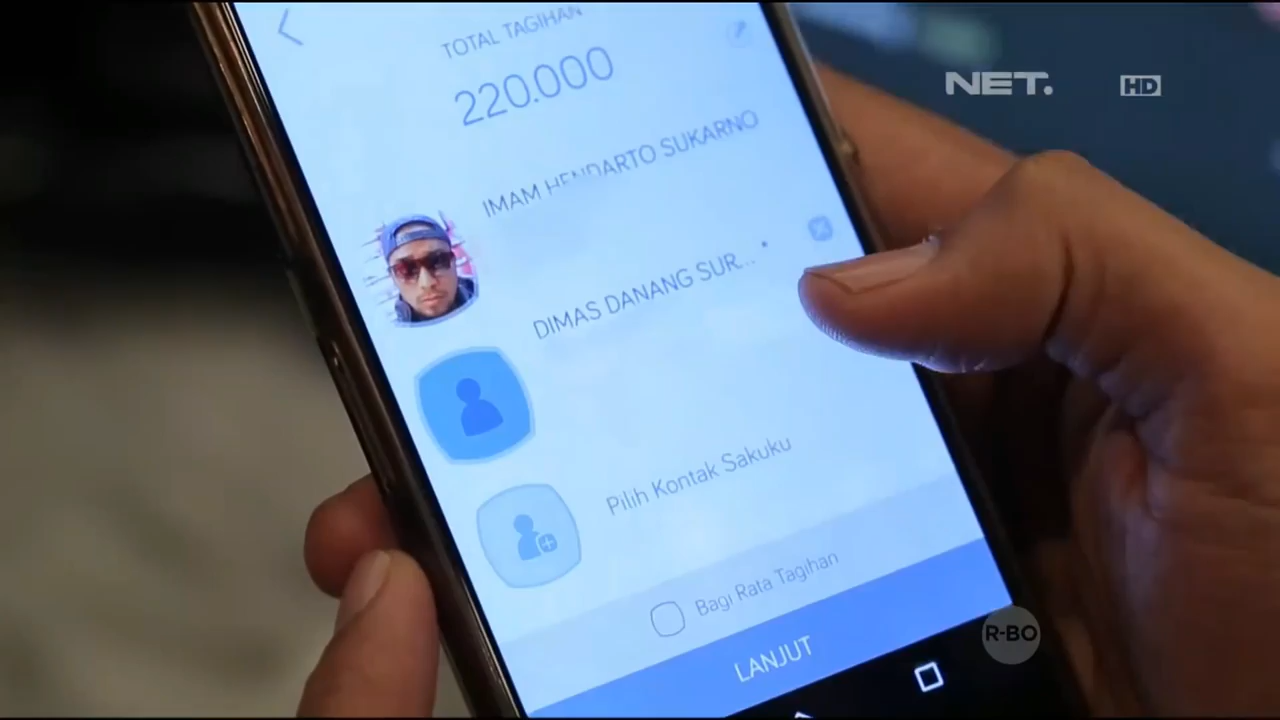 TOTAL TAGIHAN
220.000
NET.
HD
IMAM HENDARTO SUKARNO
DIMAS DANANG SUR...
Pilih Kontak Sakuku
Bagi Rata Tagihan
LANJUT
R-BO